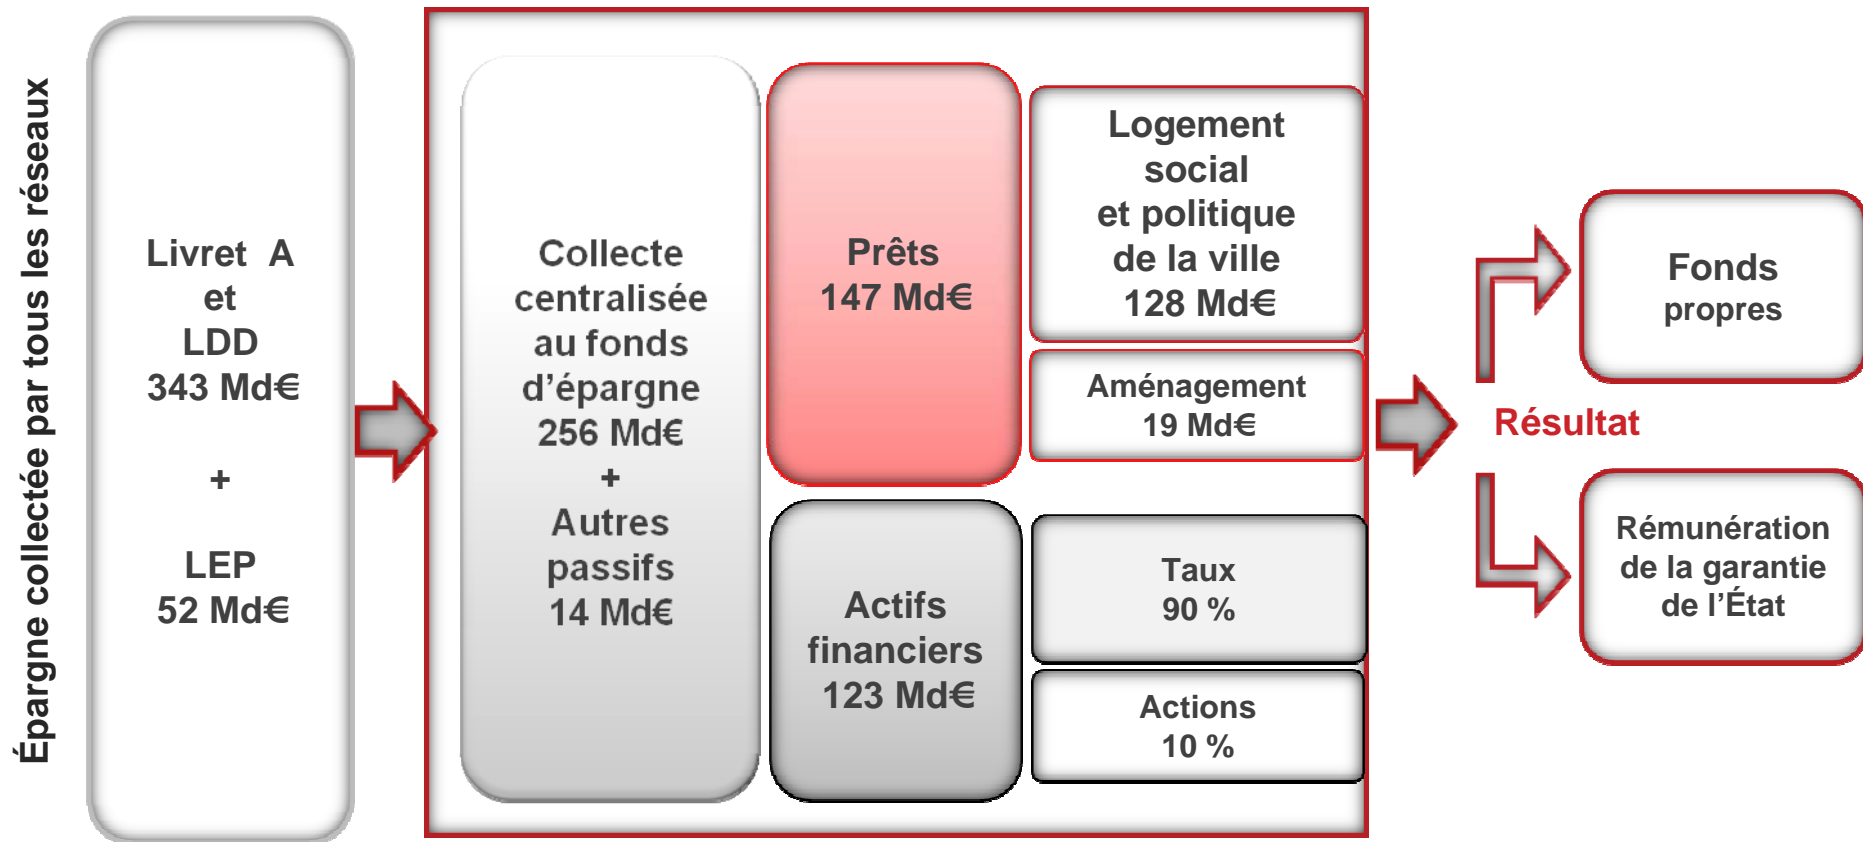 Épargne collectée par tous les réseaux
Livret A
et
LDD
343 Md€
+
LEP
52 Md€
Collecte
centralisée
au fonds
d’épargne
256 Md€
+
Autres
passifs
14 Md€
Prêts
147 Md€
Logement
social
et politique
de la ville
128 Md€
Aménagement
19 Md€
Actifs
financiers
123 Md€
Taux
90 %
Actions
10 %
Résultat
Fonds
propres
Rémunération
de la garantie
de l’État